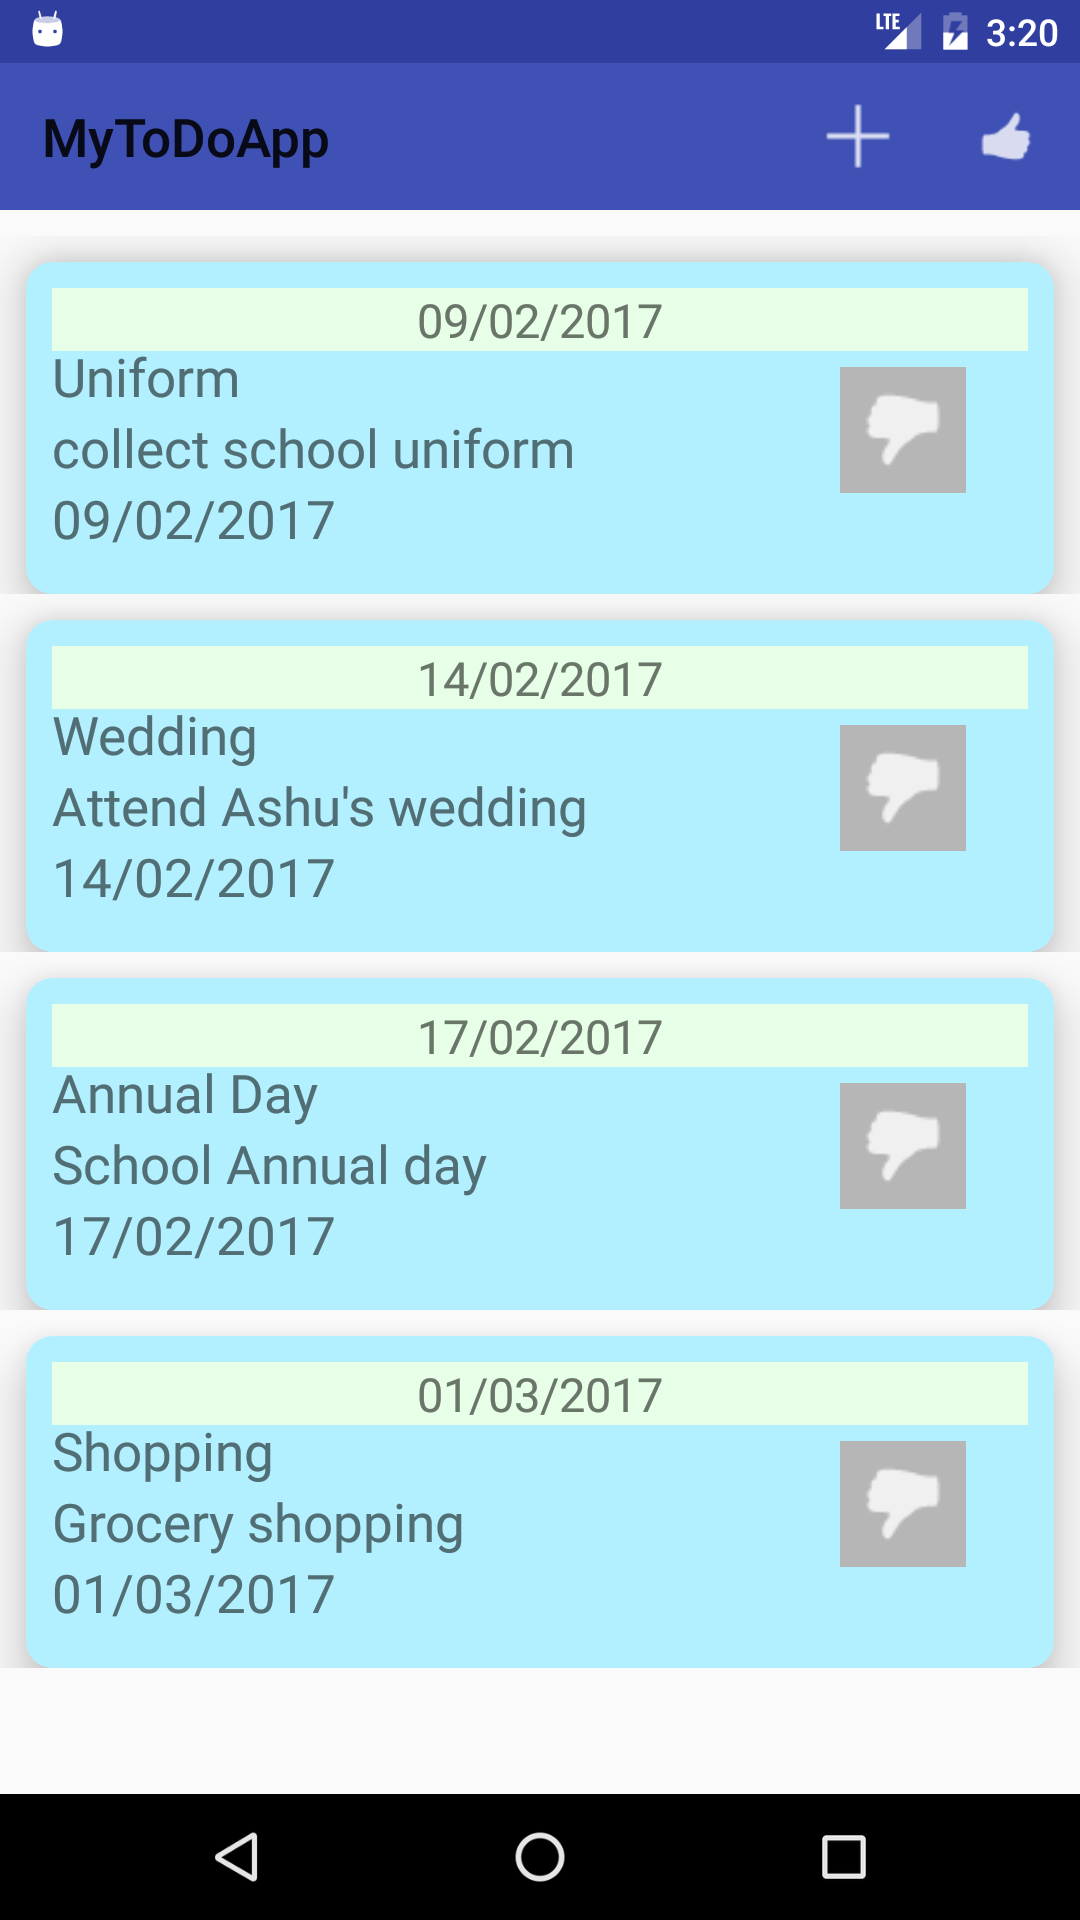 LTE 3:20
MyToDoApp
09/02/2017
Uniform
collect school uniform
09/02/2017
14/02/2017
Wedding
Attend Ashu's wedding
14/02/2017
17/02/2017
Annual Day
School Annual day
17/02/2017
01/03/2017
Shopping
Grocery shopping
01/03/2017